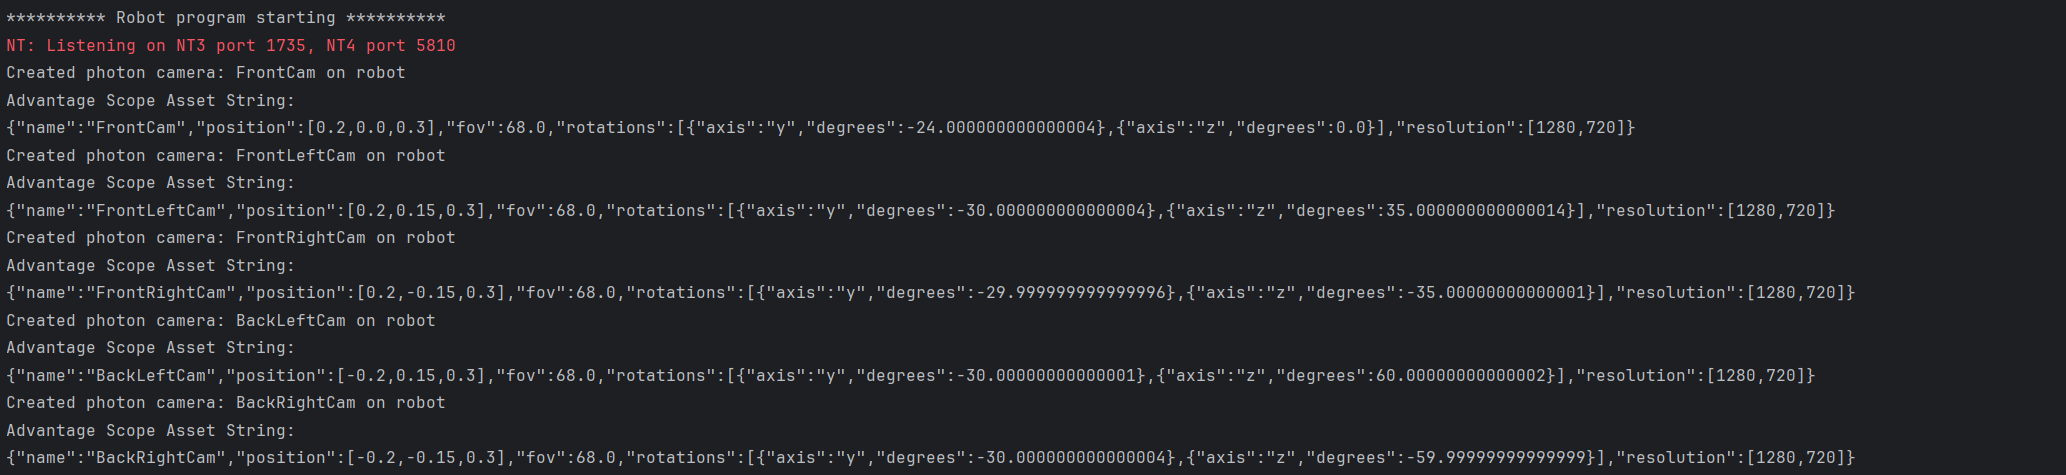 ********** Robot program starting **********
NT: Listening on NT3 port 1735, NT4 port 5810
Created photon camera: FrontCam on robot
Advantage Scope Asset String:
{"name":"FrontCam","position":[0.2,0.0,0.3],"fov":68.0,"rotations":[{"axis":"y","degrees":-24.000000000000004},{"axis":"z","degrees":0.0}],"resolution":[1280,720]}
Created photon camera: FrontLeftCam on robot
Advantage Scope Asset String:
{"name":"FrontLeftCam","position":[0.2,0.15,0.3],"fov":68.0,"rotations":[{"axis":"y","degrees":-30.000000000000004},{"axis":"z","degrees":35.000000000000014}],"resolution":[1280,720]}
Created photon camera: FrontRightCam on robot
Advantage Scope Asset String:
{"name":"FrontRightCam","position":[0.2,-0.15,0.3],"fov":68.0,"rotations":[{"axis":"y","degrees":-29.999999999999996},{"axis":"z","degrees":-35.00000000000001}],"resolution":[1280,720]}
Created photon camera: BackLeftCam on robot
Advantage Scope Asset String:
{"name":"BackLeftCam","position":[-0.2,0.15,0.3],"fov":68.0,"rotations":[{"axis":"y","degrees":-30.00000000000001},{"axis":"z","degrees":60.00000000000002}],"resolution":[1280,720]}
Created photon camera: BackRightCam on robot
Advantage Scope Asset String:
{"name":"BackRightCam","position":[-0.2,-0.15,0.3],"fov":68.0,"rotations":[{"axis":"y","degrees":-30.000000000000004},{"axis":"z","degrees":-59.99999999999999}],"resolution":[1280,720]}